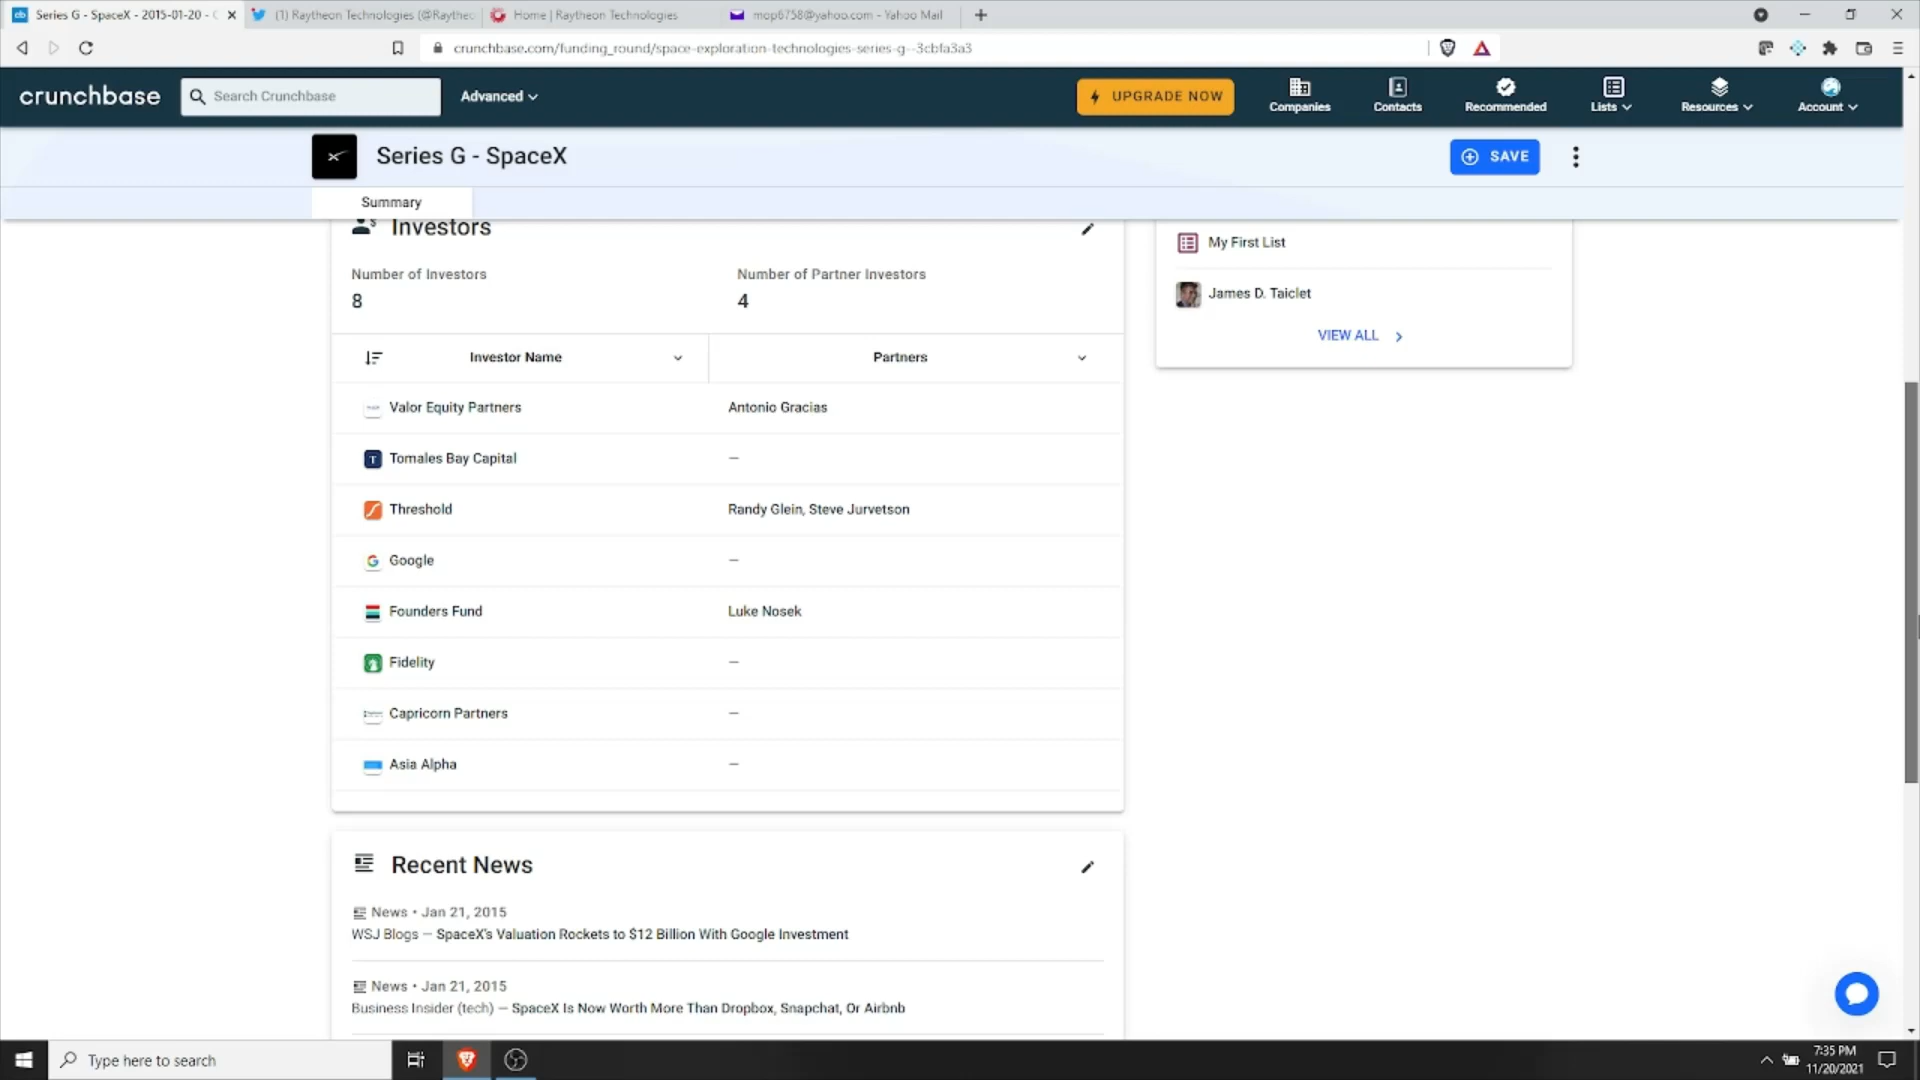 Series G - SpaceX - 2015-01-20 - C
(1) Raytheon Technologies (@Raythec
Home | Raytheon Technologies
mop6758@yahoo.com - Yahoo Mail
crunchbase.com/funding_round/space-exploration-technologies-series-g--3cbfa3a3
crunchbase
Search Crunchbase
Advanced
UPGRADE NOW
Companies
Contacts
Recommended
Lists
Resources
Account
Series G - SpaceX
SAVE
Summary
Investors
My First List
Number of Investors
Number of Partner Investors
8
4
James D. Taiclet
VIEW ALL
Investor Name
Partners
Valor Equity Partners
Antonio Gracias
Tomales Bay Capital
—
Threshold
Randy Glein, Steve Jurvetson
Google
—
Founders Fund
Luke Nosek
Fidelity
—
Capricorn Partners
—
Asia Alpha
—
Recent News
News • Jan 21, 2015
WSJ Blogs — SpaceX's Valuation Rockets to $12 Billion With Google Investment
News • Jan 21, 2015
Business Insider (tech) — SpaceX Is Now Worth More Than Dropbox, Snapchat, Or Airbnb
Type here to search
7:35 PM
11/20/2021